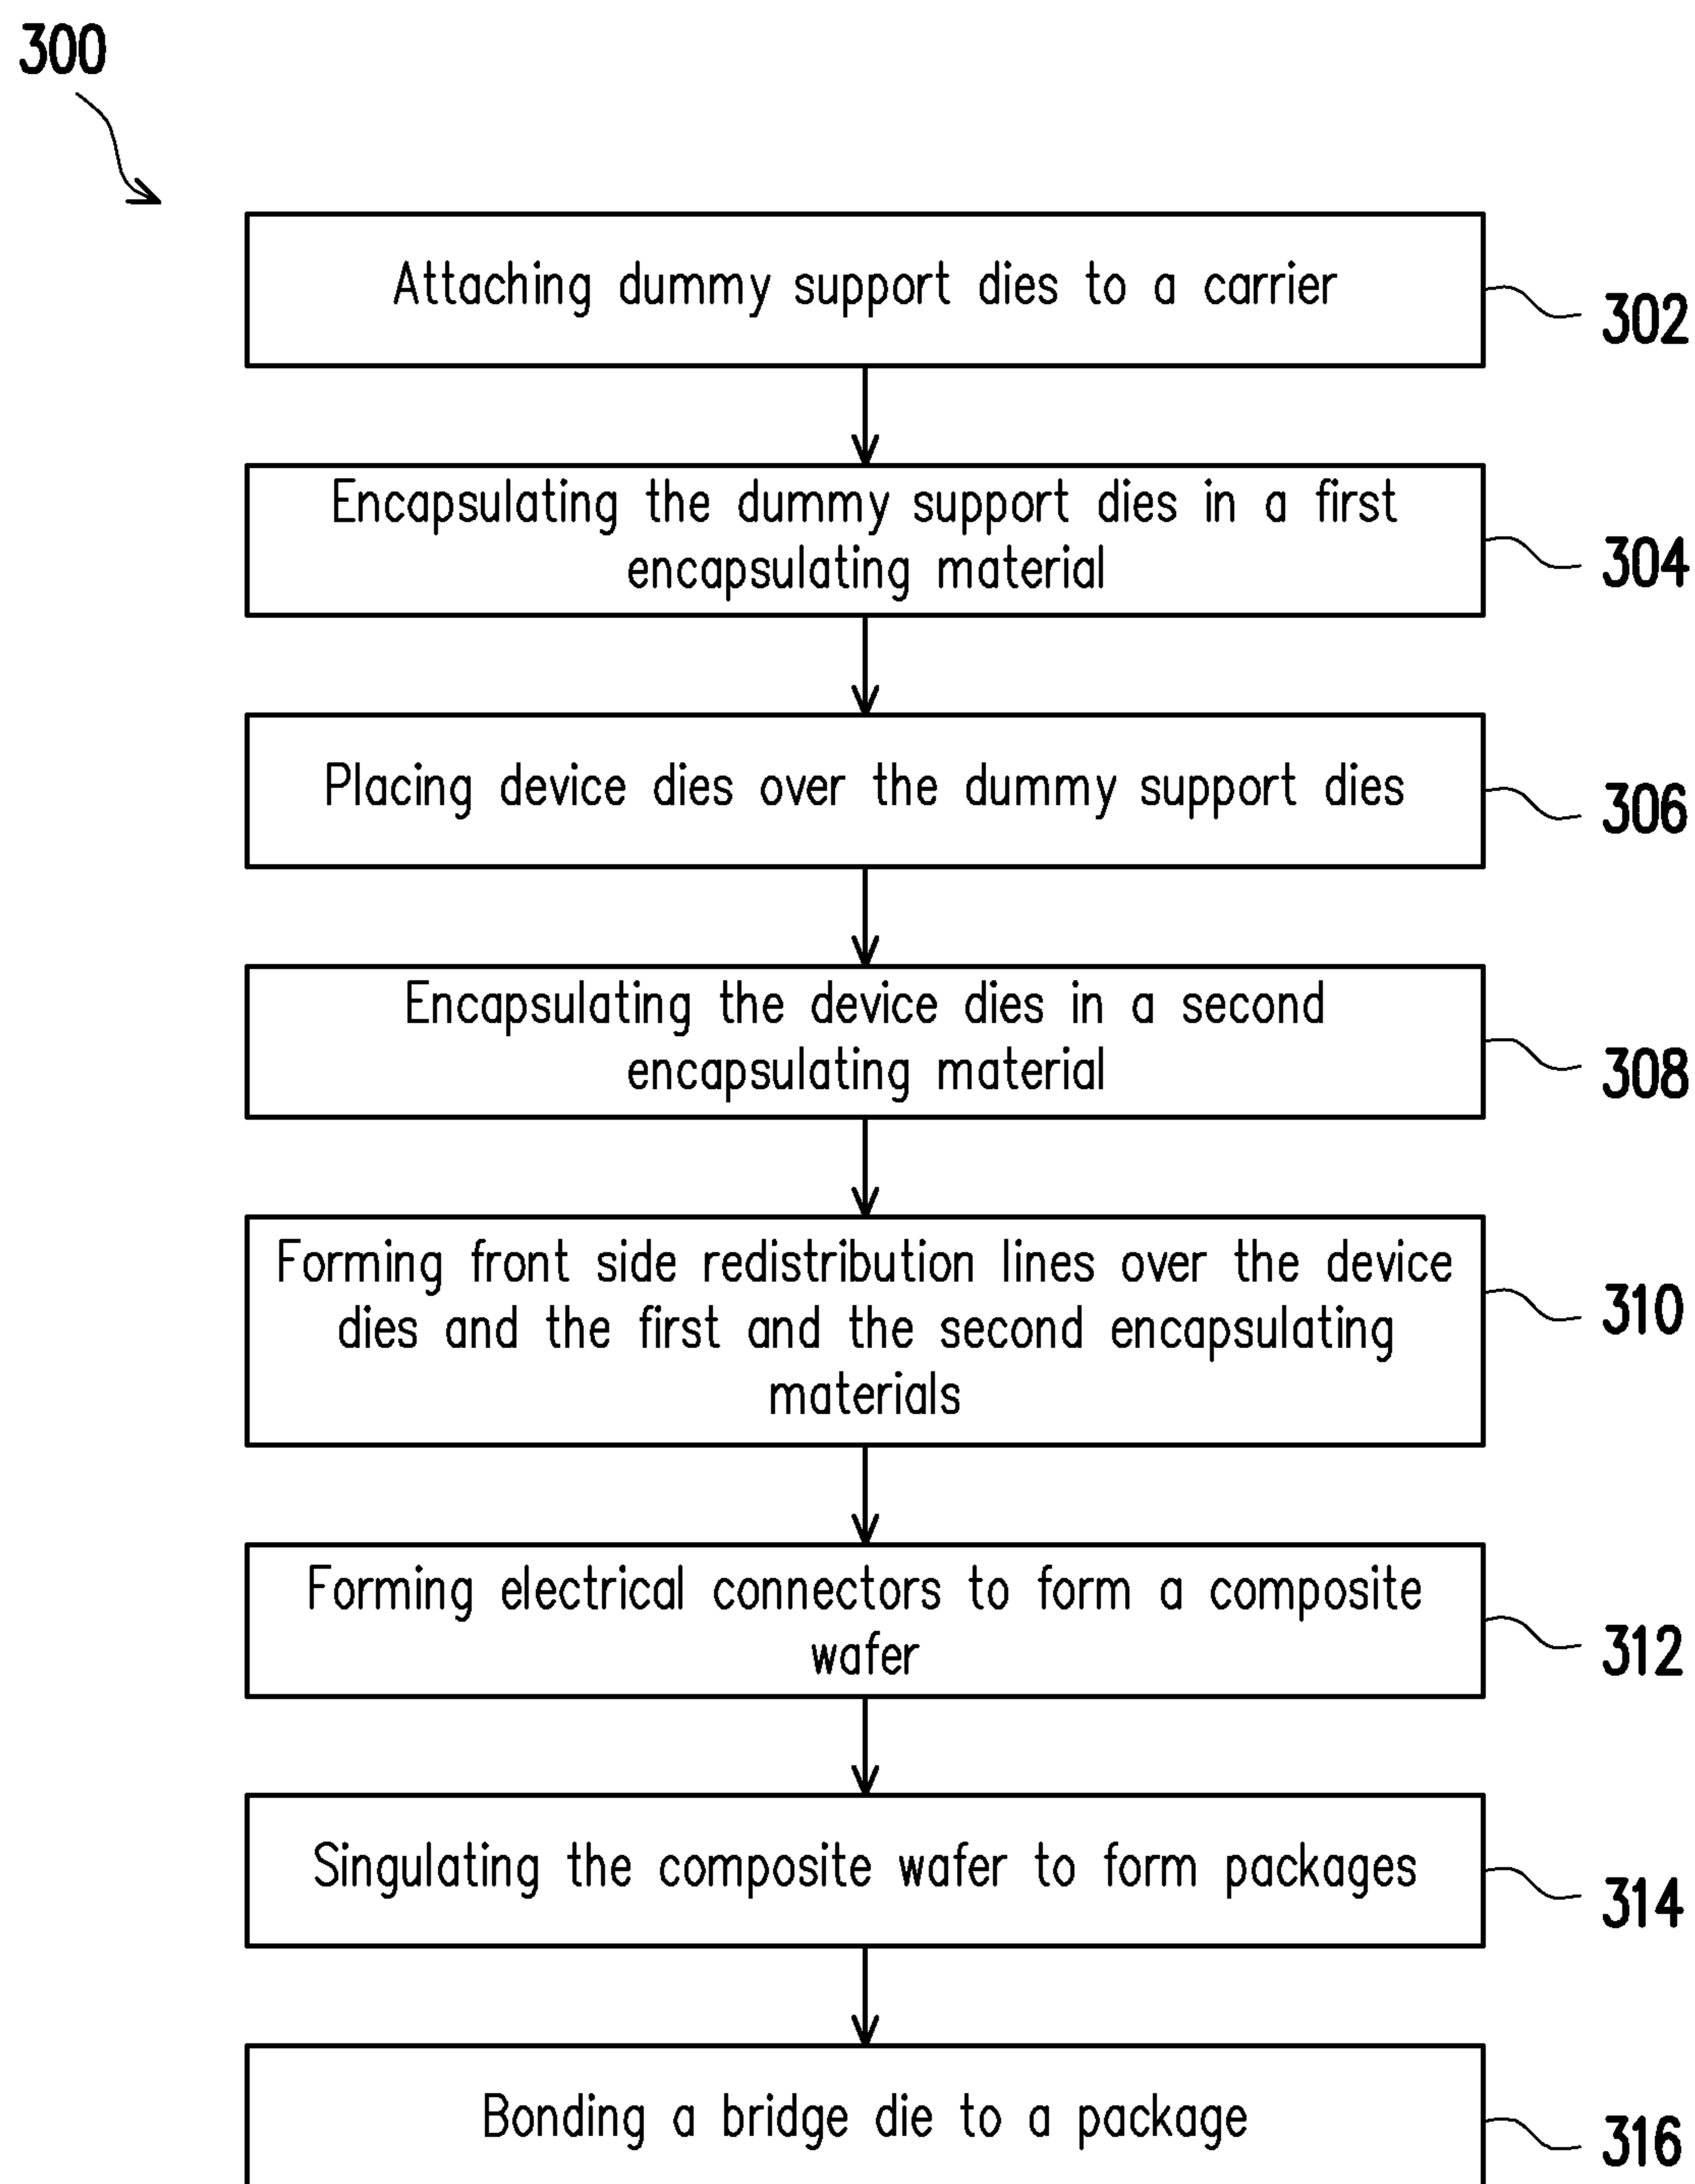 300
Attaching dummy support dies to a carrier
302
Encapsulating the dummy support dies in a first
encapsulating material
304
Placing device dies over the dummy support dies
306
Encapsulating the device dies in a second
encapsulating material
308
Forming front side redistribution lines over the device
dies and the first and the second encapsulating
materials
310
Forming electrical connectors to form a composite
wafer
312
Singulating the composite wafer to form packages
314
Bonding a bridge die to a package
316